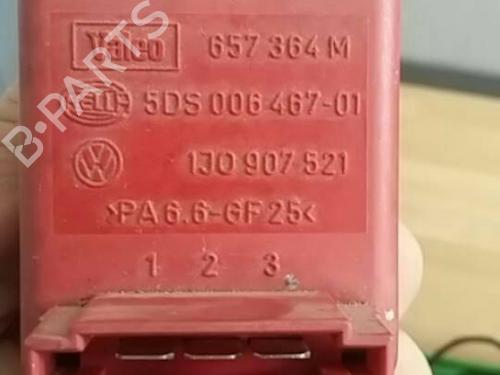 Valeo 657 364 M
HELLA 5DS 006 467-01
VW 1J0 907 521
>PA 6.6-GF 25<
1 2 3
B-PARTS